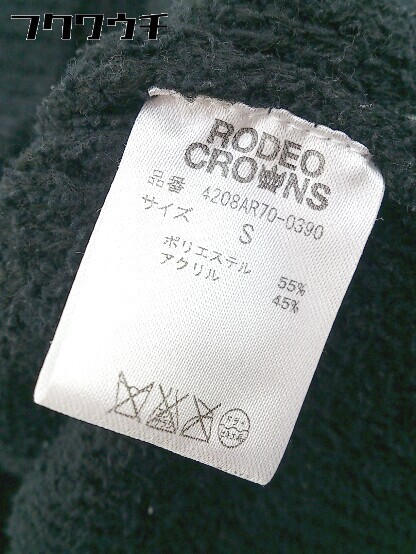 フクワウチ
RODEO
CROWNS
品番 4208AR70-0390
サイズ S
ポリエステル 55%
アクリル 45%